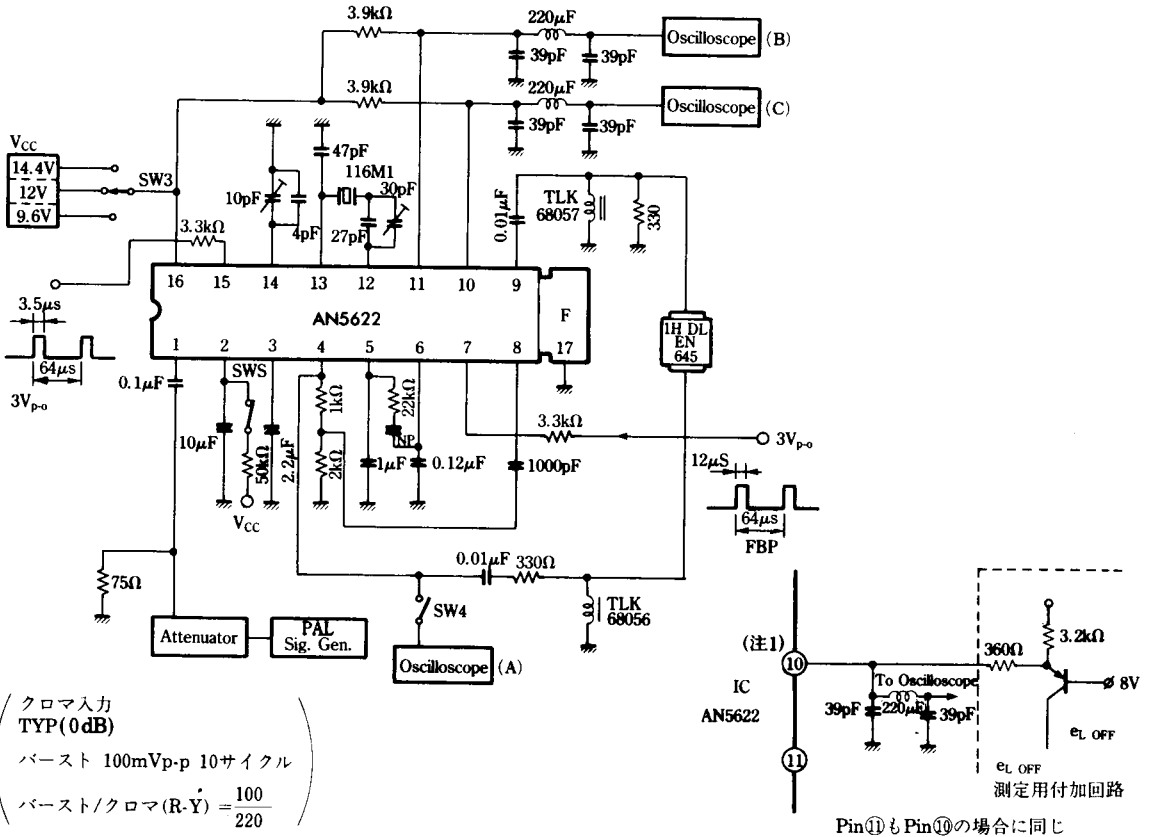 3.9kΩ
220μF
Oscilloscope (B)
39pF
39pF
3.9kΩ
220μF
Oscilloscope (C)
39pF
39pF
VCC
14.4V
12V
9.6V
SW3
47pF
116M1
30pF
10pF
4pF
27pF
0.01μF
TLK
68057
330
3.3kΩ
16 15 14 13 12 11 10 9
3.5μs
64μs
3Vp-o
AN5622
F
17
1 2 3 4 5 6 7 8
1H DL
EN
645
0.1μF
SWS
10μF
50kΩ
VCC
2.2μF
1kΩ
2kΩ
22kΩ
NP
1μF
0.12μF
1000pF
3.3kΩ
3Vp-o
12μS
64μs
FBP
75Ω
0.01μF
330Ω
TLK
68056
SW4
Attenuator
PAL
Sig. Gen.
Oscilloscope (A)
クロマ入力
TYP(0dB)
バースト 100mVp-p 10サイクル
バースト/クロマ(R-Ẏ) = 100
220
(注1)
⑩
IC
AN5622
⑪
360Ω
3.2kΩ
To Oscilloscope
39pF
220μF
39pF
8V
eL OFF
eL OFF
測定用付加回路
Pin⑪もPin⑩の場合に同じ